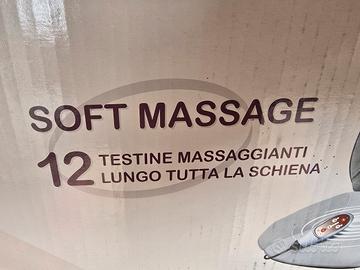 SOFT MASSAGE
12 TESTINE MASSAGGIANTI
LUNGO TUTTA LA SCHIENA